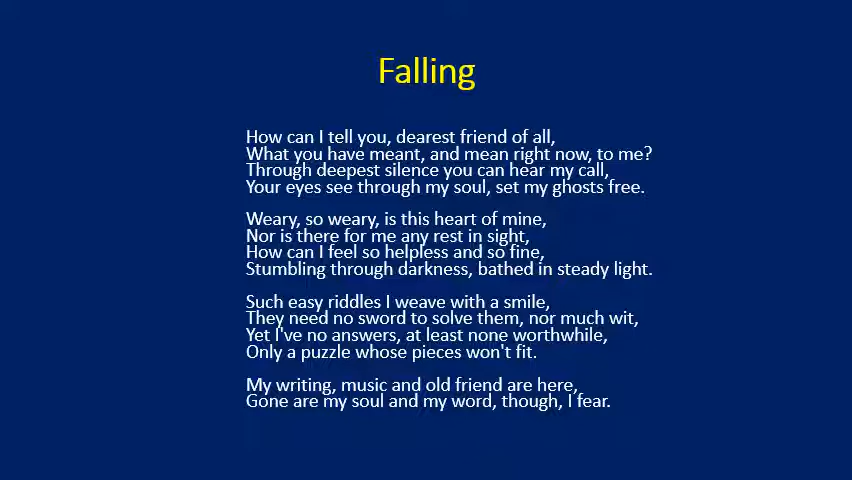 Falling
How can I tell you, dearest friend of all,
What you have meant, and mean right now, to me?
Through deepest silence you can hear my call,
Your eyes see through my soul, set my ghosts free.
Weary, so weary, is this heart of mine,
Nor is there for me any rest in sight,
How can I feel so helpless and so fine,
Stumbling through darkness, bathed in steady light.
Such easy riddles I weave with a smile,
They need no sword to solve them, nor much wit,
Yet I've no answers, at least none worthwhile,
Only a puzzle whose pieces won't fit.
My writing, music and old friend are here,
Gone are my soul and my word, though, I fear.